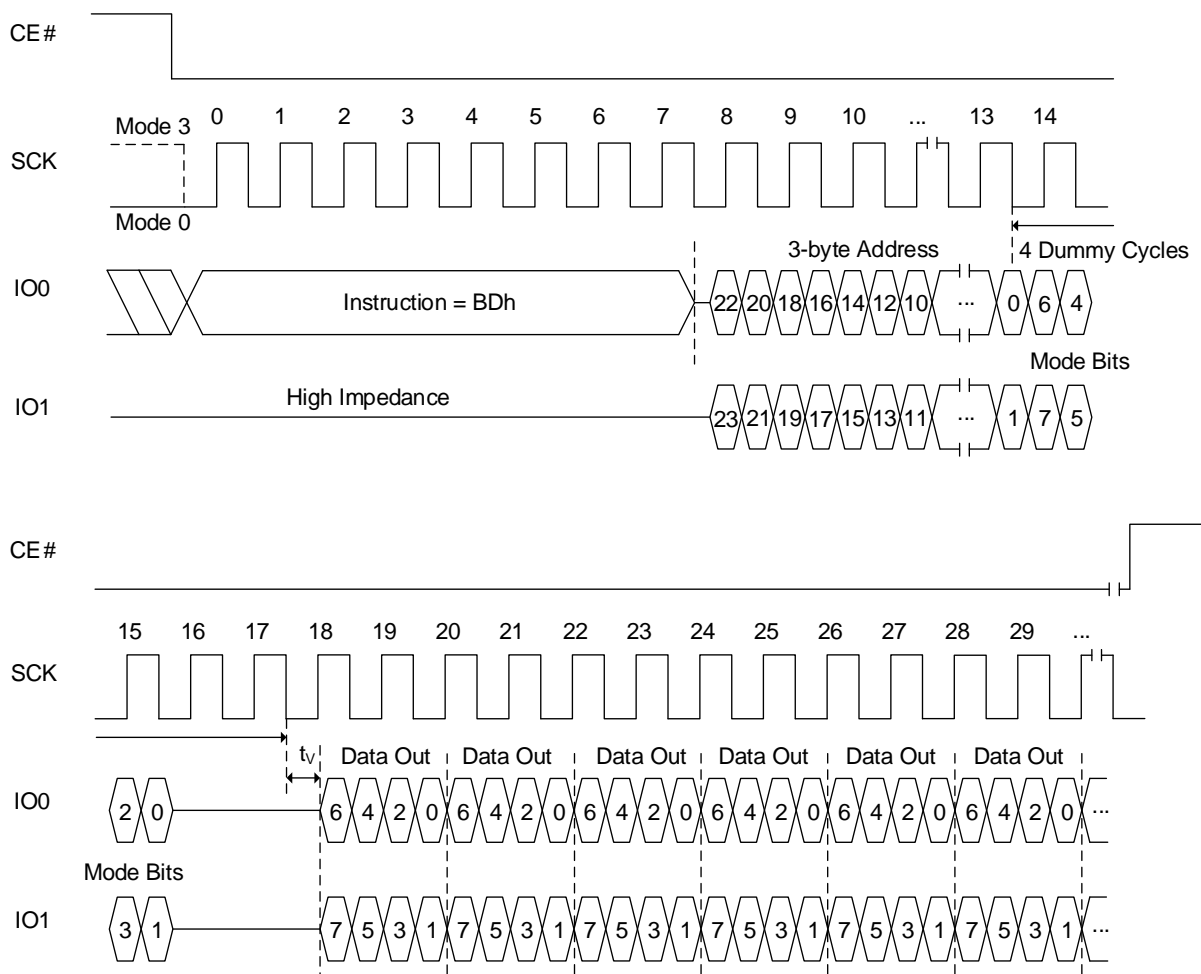 CE#
0 1 2 3 4 5 6 7 8 9 10 ... 13 14
Mode 3
SCK
Mode 0
3-byte Address 4 Dummy Cycles
IO0 Instruction = BDh 22 20 18 16 14 12 10 ... 0 6 4
Mode Bits
IO1 High Impedance 23 21 19 17 15 13 11 ... 1 7 5
CE#
15 16 17 18 19 20 21 22 23 24 25 26 27 28 29 ...
SCK
tV Data Out Data Out Data Out Data Out Data Out Data Out
IO0 2 0 6 4 2 0 6 4 2 0 6 4 2 0 6 4 2 0 6 4 2 0 6 4 2 0 ...
Mode Bits
IO1 3 1 7 5 3 1 7 5 3 1 7 5 3 1 7 5 3 1 7 5 3 1 7 5 3 1 ...